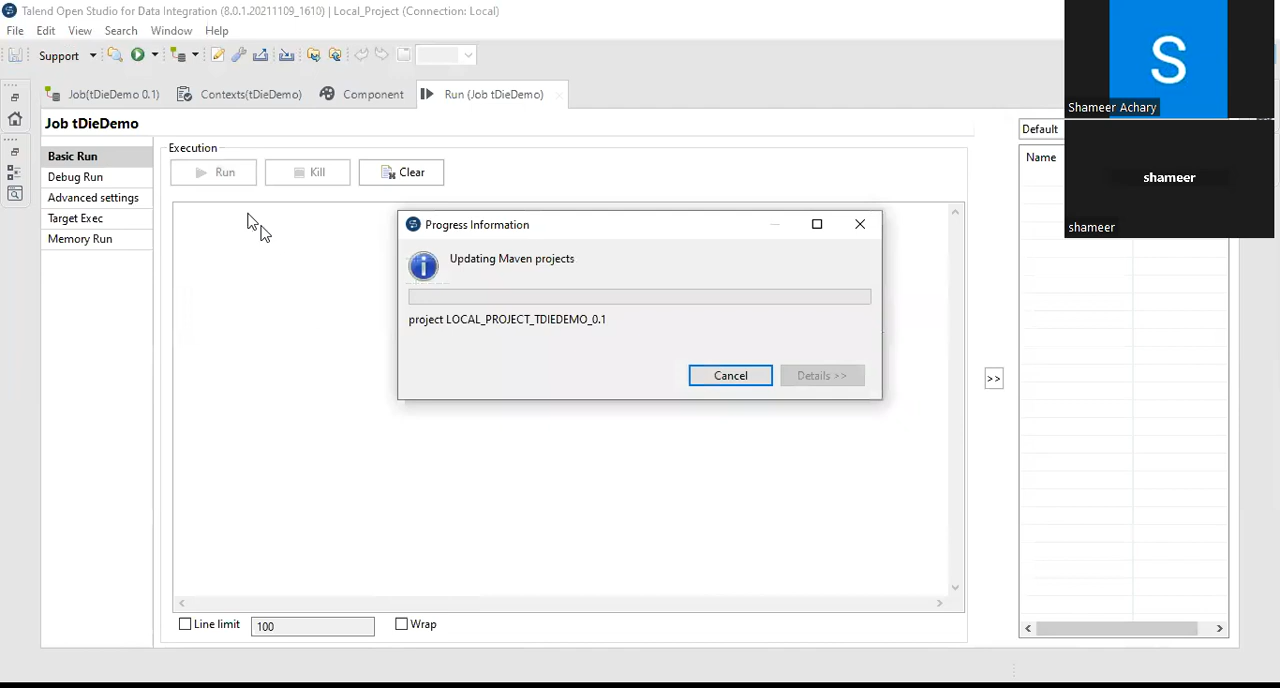 Talend Open Studio for Data Integration (8.0.1.20211109_1610) | Local_Project (Connection: Local)
File Edit View Search Window Help
Support
Job(tDieDemo 0.1) Contexts(tDieDemo) Component Run (Job tDieDemo)
Job tDieDemo
Basic Run
Debug Run
Advanced settings
Target Exec
Memory Run
Execution
Run Kill Clear
Progress Information
Updating Maven projects
project LOCAL_PROJECT_TDIEDEMO_0.1
Cancel Details >>
Line limit 100 Wrap
>>
Default
Name
S
Shameer Achary
shameer
shameer